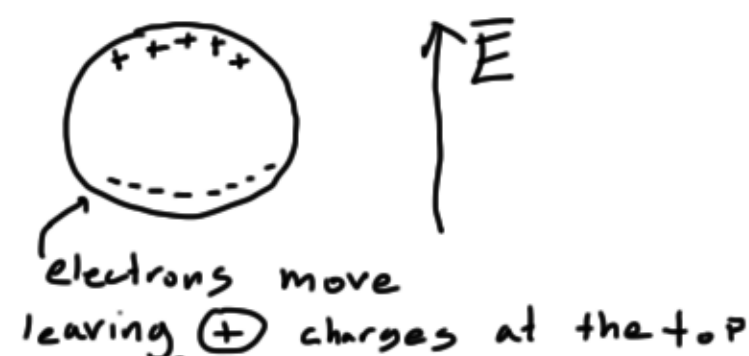 + + + + +
E
- - - - - - - - -
electrons move
leaving + charges at the top